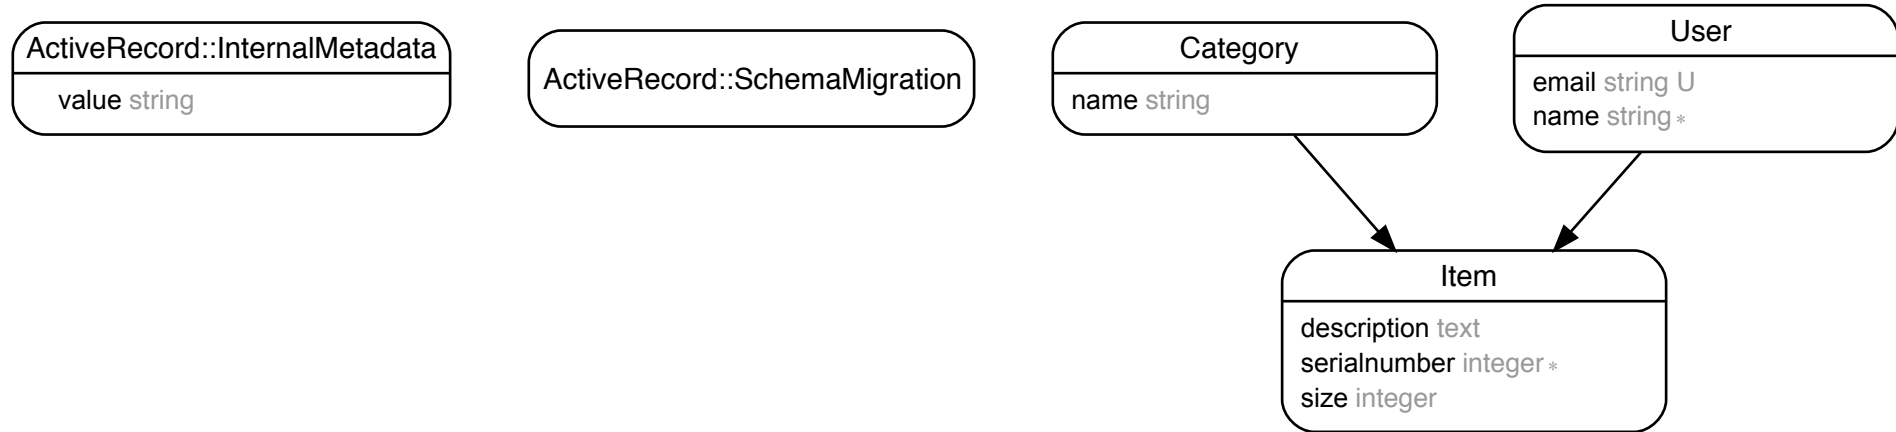 ActiveRecord::InternalMetadata
value string
ActiveRecord::SchemaMigration
Category
name string
User
email string U
name string *
Item
description text
serialnumber integer *
size integer